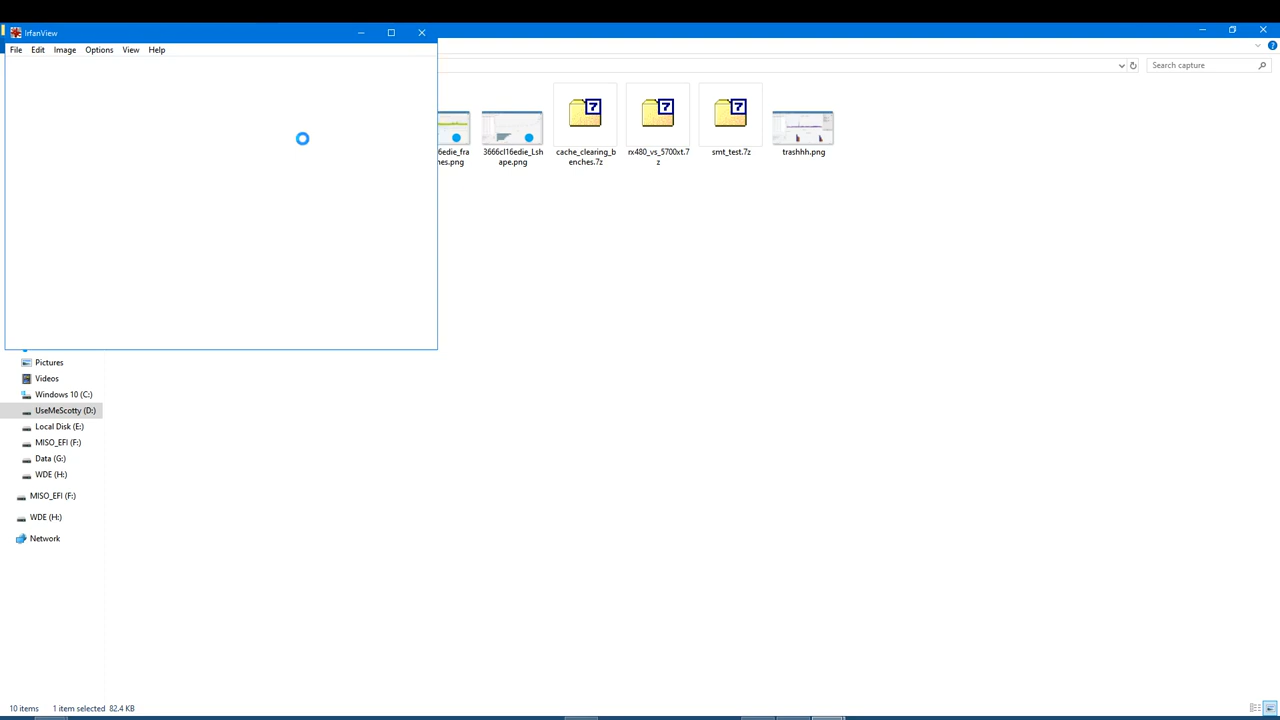 IrfanView
File Edit Image Options View Help
Search capture
6edie_fra
nes.png
3666cl16edie_Lsh
ape.png
cache_clearing_b
enches.7z
rx480_vs_5700xt.7
z
smt_test.7z
trashhh.png
Pictures
Videos
Windows 10 (C:)
UseMeScotty (D:)
Local Disk (E:)
MISO_EFI (F:)
Data (G:)
WDE (H:)
MISO_EFI (F:)
WDE (H:)
Network
10 items 1 item selected 82.4 KB